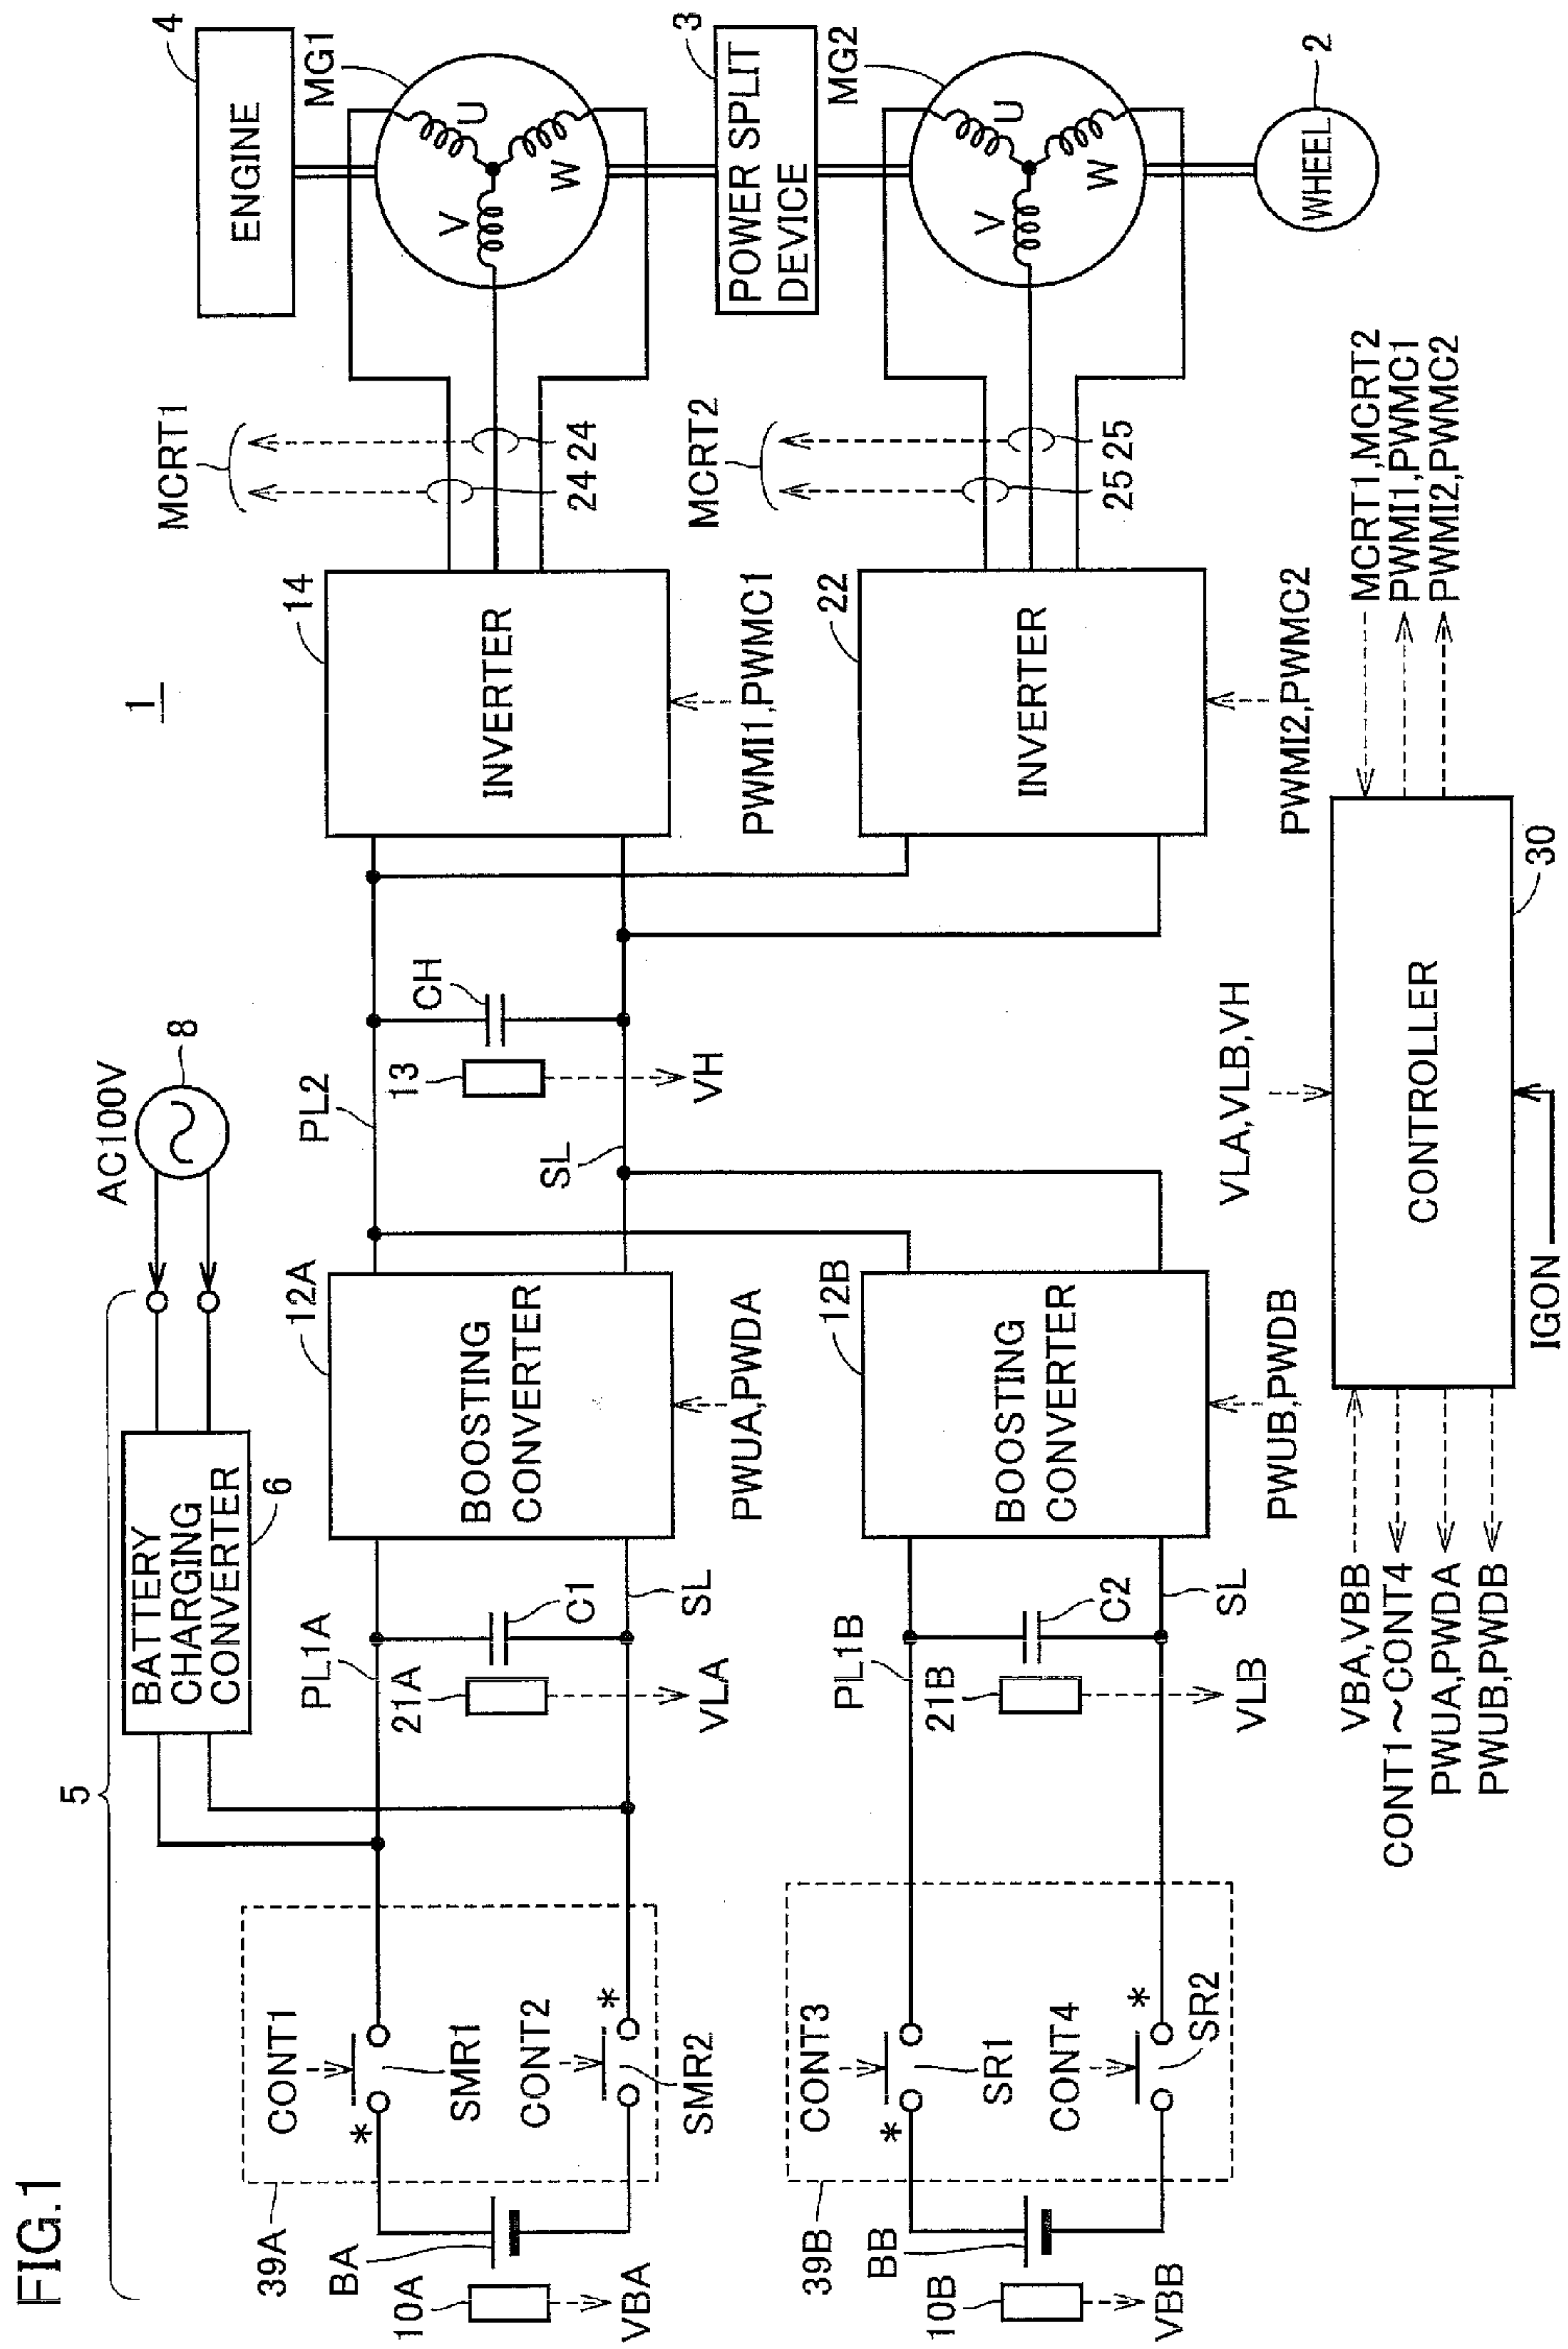 FIG.1
1
5
AC100V
8
BATTERY
CHARGING
CONVERTER
6
4
ENGINE
MG1
U
V
W
MCRT1
24
24
14
INVERTER
PWMI1,PWMC1
PL2
CH
13
VH
SL
12A
BOOSTING
CONVERTER
PWUA,PWDA
PL1A
C1
21A
SL
VLA
39A
CONT1
SMR1
*
CONT2
SMR2
*
BA
10A
VBA
3
POWER SPLIT
DEVICE
MG2
U
V
W
2
WHEEL
MCRT2
25
25
22
INVERTER
PWMI2,PWMC2
12B
BOOSTING
CONVERTER
PWUB,PWDB
PL1B
C2
21B
SL
VLB
39B
CONT3
SR1
*
CONT4
SR2
*
BB
10B
VBB
VBA,VBB
CONT1~CONT4
PWUA,PWDA
PWUB,PWDB
VLA,VLB,VH
CONTROLLER
30
IGON
MCRT1,MCRT2
PWMI1,PWMC1
PWMI2,PWMC2